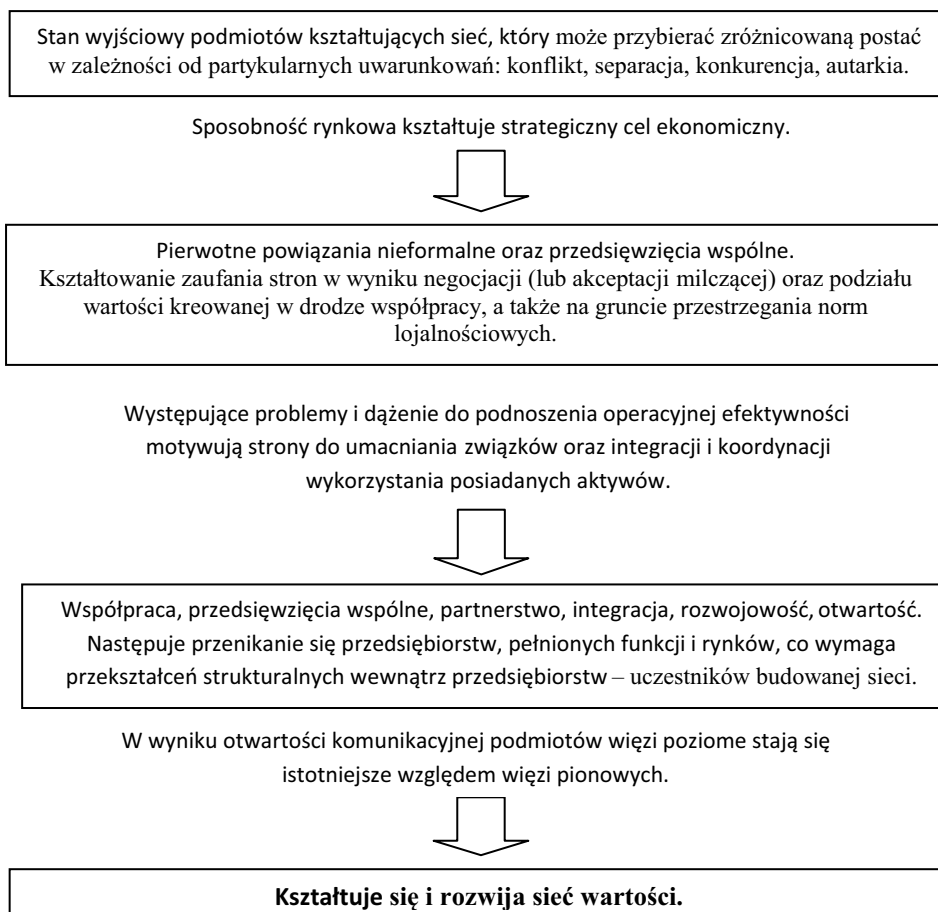 Stan wyjściowy podmiotów kształtujących sieć, który może przybierać zróżnicowaną postać
w zależności od partykularnych uwarunkowań: konflikt, separacja, konkurencja, autarkia.
Sposobność rynkowa kształtuje strategiczny cel ekonomiczny.
Pierwotne powiązania nieformalne oraz przedsięwzięcia wspólne.
Kształtowanie zaufania stron w wyniku negocjacji (lub akceptacji milczącej) oraz podziału
wartości kreowanej w drodze współpracy, a także na gruncie przestrzegania norm
lojalnościowych.
Występujące problemy i dążenie do podnoszenia operacyjnej efektywności
motywują strony do umacniania związków oraz integracji i koordynacji
wykorzystania posiadanych aktywów.
Współpraca, przedsięwzięcia wspólne, partnerstwo, integracja, rozwojowość, otwartość.
Następuje przenikanie się przedsiębiorstw, pełnionych funkcji i rynków, co wymaga
przekształceń strukturalnych wewnątrz przedsiębiorstw – uczestników budowanej sieci.
W wyniku otwartości komunikacyjnej podmiotów więzi poziome stają się
istotniejsze względem więzi pionowych.
Kształtuje się i rozwija sieć wartości.